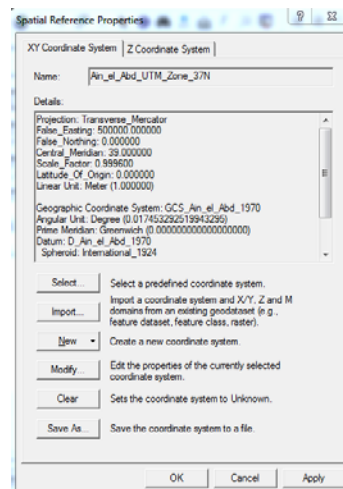 Spatial Reference Properties
XY Coordinate System
Z Coordinate System
Name: Ain_el_Abd_UTM_Zone_37N
Details:
Projection: Transverse_Mercator
False_Easting: 500000.000000
False_Northing: 0.000000
Central_Meridian: 39.000000
Scale_Factor: 0.999600
Latitude_Of_Origin: 0.000000
Linear Unit: Meter (1.000000)
Geographic Coordinate System: GCS_Ain_el_Abd_1970
Angular Unit: Degree (0.017453292519943295)
Prime Meridian: Greenwich (0.000000000000000000)
Datum: D_Ain_el_Abd_1970
Spheroid: International_1924
Select... Select a predefined coordinate system.
Import... Import a coordinate system and X/Y, Z and M
domains from an existing geodataset (e.g.,
feature dataset, feature class, raster).
New Create a new coordinate system.
Modify... Edit the properties of the currently selected
coordinate system.
Clear Sets the coordinate system to Unknown.
Save As... Save the coordinate system to a file.
OK Cancel Apply